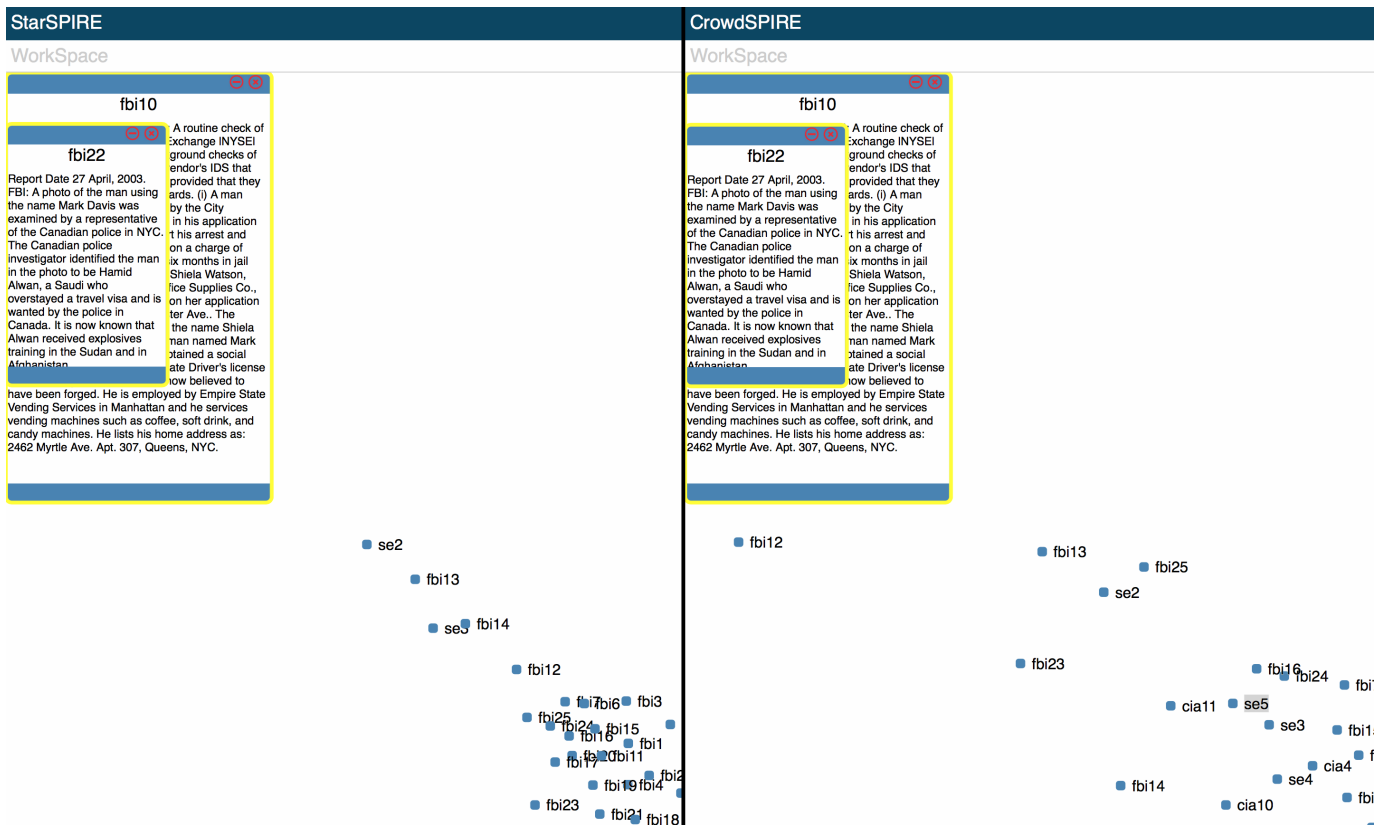 StarSPIRE
WorkSpace
fbi10
A routine check of
Exchange INYSEI
ground checks of
endor's IDS that
provided that they
ards. (i) A man
by the City
in his application
t his arrest and
on a charge of
six months in jail
Shiela Watson,
fice Supplies Co.,
on her application
ter Ave.. The
the name Shiela
man named Mark
btained a social
ate Driver's license
now believed to
have been forged. He is employed by Empire State
Vending Services in Manhattan and he services
vending machines such as coffee, soft drink, and
candy machines. He lists his home address as:
2462 Myrtle Ave. Apt. 307, Queens, NYC.
fbi22
Report Date 27 April, 2003.
FBI: A photo of the man using
the name Mark Davis was
examined by a representative
of the Canadian police in NYC.
The Canadian police
investigator identified the man
in the photo to be Hamid
Alwan, a Saudi who
overstayed a travel visa and is
wanted by the police in
Canada. It is now known that
Alwan received explosives
training in the Sudan and in
Afghanistan
se2
fbi13
se3
fbi14
fbi12
fbi7
fbi6
fbi3
fbi25
fbi24
fbi15
fbi16
fbi1
fbi20
fbi11
fbi17
fbi2
fbi19
fbi4
fbi23
fbi21
fbi18
CrowdSPIRE
WorkSpace
fbi10
A routine check of
Exchange INYSEI
ground checks of
endor's IDS that
provided that they
ards. (i) A man
by the City
in his application
t his arrest and
on a charge of
six months in jail
Shiela Watson,
fice Supplies Co.,
on her application
ter Ave.. The
the name Shiela
man named Mark
btained a social
ate Driver's license
now believed to
have been forged. He is employed by Empire State
Vending Services in Manhattan and he services
vending machines such as coffee, soft drink, and
candy machines. He lists his home address as:
2462 Myrtle Ave. Apt. 307, Queens, NYC.
fbi22
Report Date 27 April, 2003.
FBI: A photo of the man using
the name Mark Davis was
examined by a representative
of the Canadian police in NYC.
The Canadian police
investigator identified the man
in the photo to be Hamid
Alwan, a Saudi who
overstayed a travel visa and is
wanted by the police in
Canada. It is now known that
Alwan received explosives
training in the Sudan and in
Afghanistan
fbi12
fbi13
fbi25
se2
fbi23
fbi16
fbi24
cia11
se5
se3
cia4
se4
fbi14
cia10